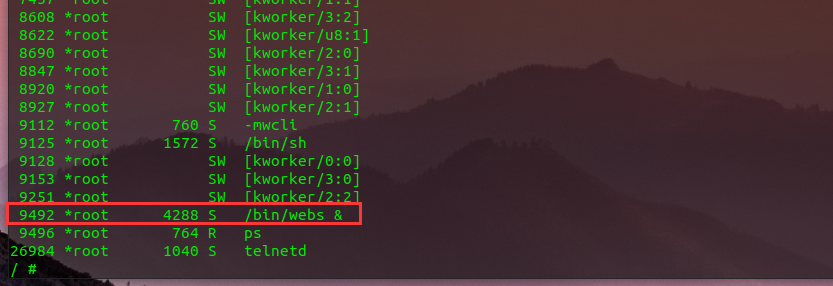 7457 *root SW [kworker/1:1]
8608 *root SW [kworker/3:2]
8622 *root SW [kworker/u8:1]
8690 *root SW [kworker/2:0]
8847 *root SW [kworker/3:1]
8920 *root SW [kworker/1:0]
8927 *root SW [kworker/2:1]
9112 *root 760 S -mwcli
9125 *root 1572 S /bin/sh
9128 *root SW [kworker/0:0]
9153 *root SW [kworker/3:0]
9251 *root SW [kworker/2:2]
9492 *root 4288 S /bin/webs &
9496 *root 764 R ps
26984 *root 1040 S telnetd
/ #